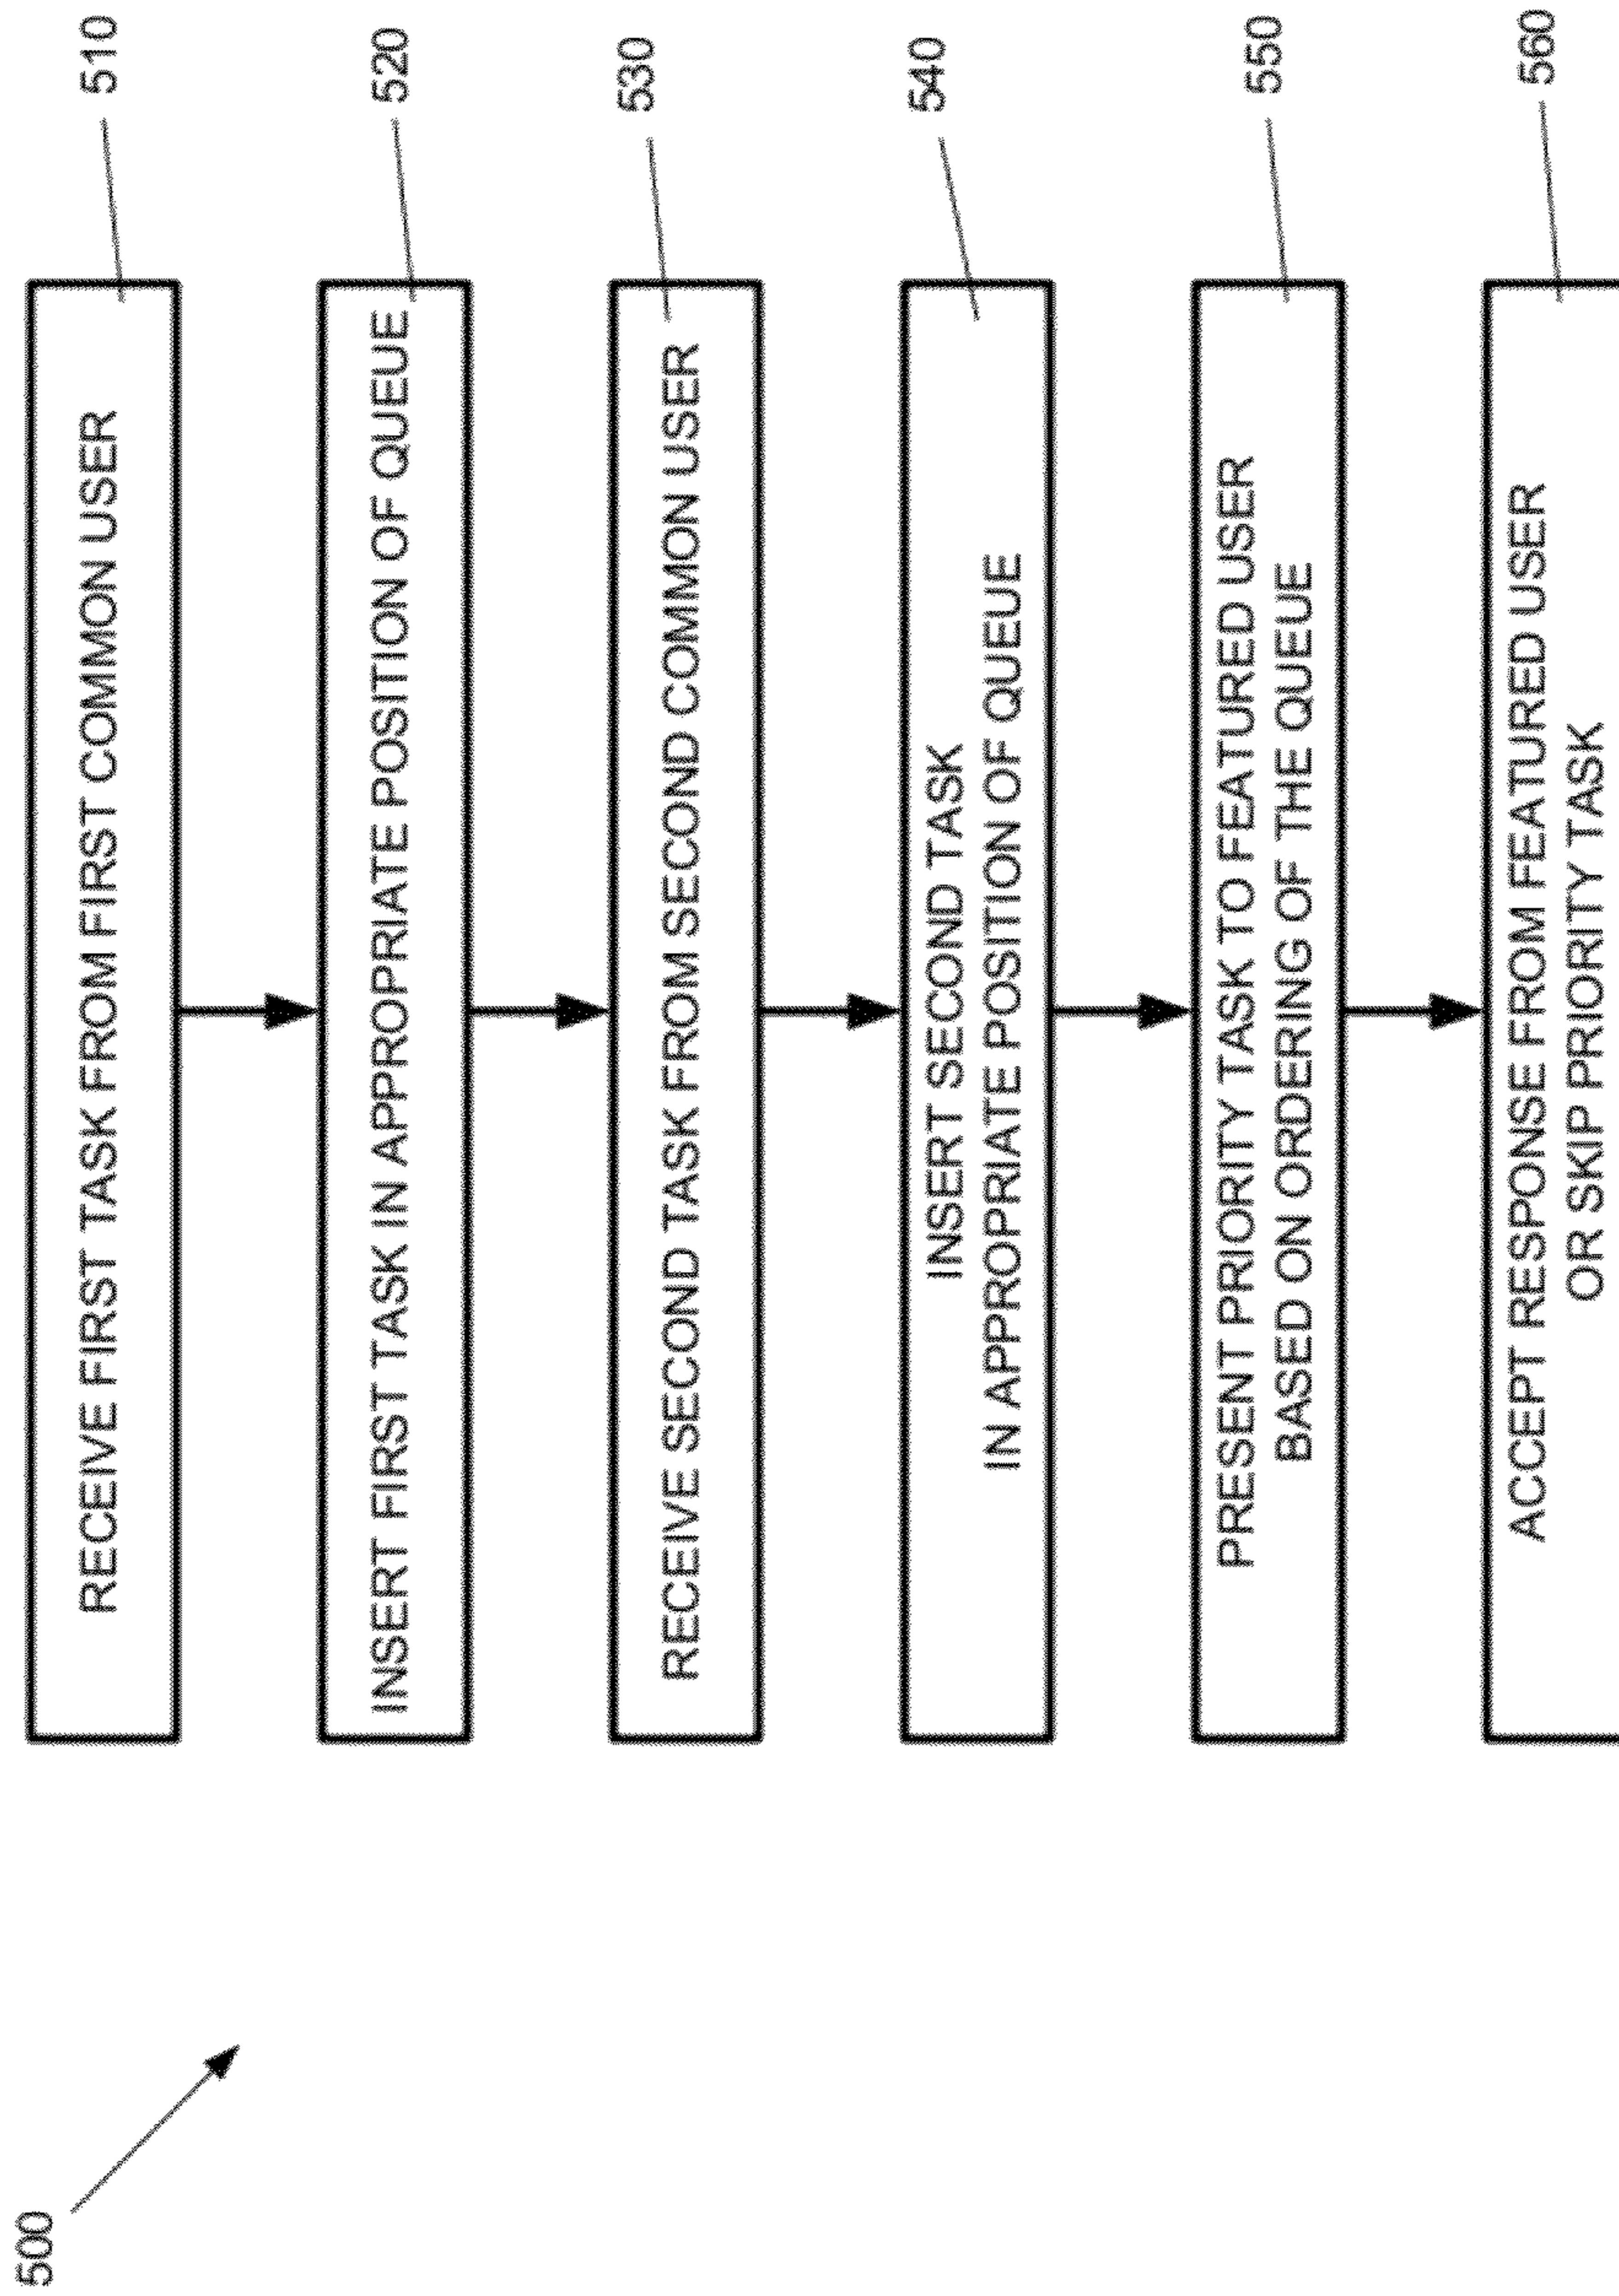 500
RECEIVE FIRST TASK FROM FIRST COMMON USER
510
INSERT FIRST TASK IN APPROPRIATE POSITION OF QUEUE
520
RECEIVE SECOND TASK FROM SECOND COMMON USER
530
INSERT SECOND TASK
IN APPROPRIATE POSITION OF QUEUE
540
PRESENT PRIORITY TASK TO FEATURED USER
BASED ON ORDERING OF THE QUEUE
550
ACCEPT RESPONSE FROM FEATURED USER
OR SKIP PRIORITY TASK
560